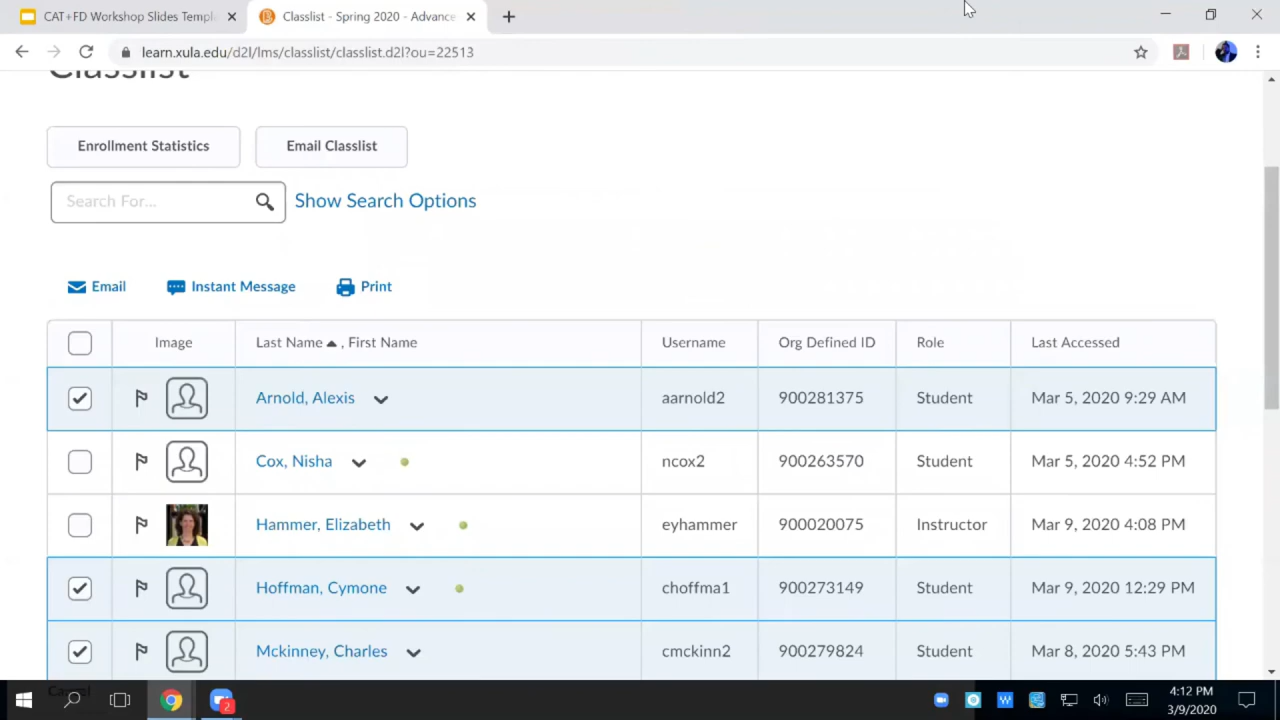 CAT+FD Workshop Slides Templ
Classlist - Spring 2020 - Advance
learn.xula.edu/d2l/lms/classlist/classlist.d2l?ou=22513
Classlist
Enrollment Statistics
Email Classlist
Search For...
Show Search Options
Email
Instant Message
Print
Image Last Name , First Name Username Org Defined ID Role Last Accessed
Arnold, Alexis aarnold2 900281375 Student Mar 5, 2020 9:29 AM
Cox, Nisha ncox2 900263570 Student Mar 5, 2020 4:52 PM
Hammer, Elizabeth eyhammer 900020075 Instructor Mar 9, 2020 4:08 PM
Hoffman, Cymone choffma1 900273149 Student Mar 9, 2020 12:29 PM
Mckinney, Charles cmckinn2 900279824 Student Mar 8, 2020 5:43 PM
Cancel
2
W
4:12 PM
3/9/2020